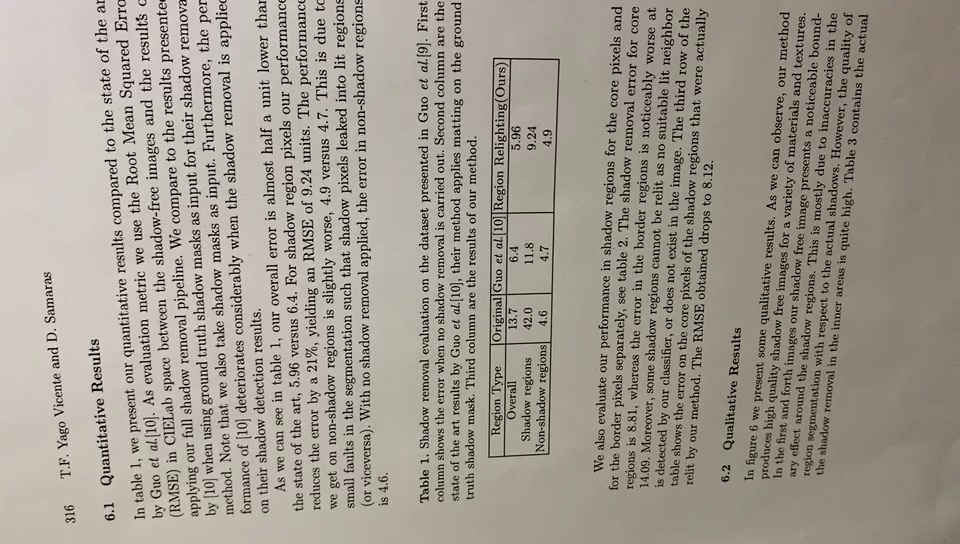 316
T.F. Yago Vicente and D. Samaras
6.1 Quantitative Results
In table 1, we present our quantitative results compared to the state of the
by Guo et al.[10]. As evaluation metric we use the Root Mean Squared
(RMSE) in CIELab space between the shadow-free images and the results
applying our full shadow removal pipeline. We compare to the results
by [10] when using ground truth shadow masks as input for their shadow
method. Note that we also take shadow masks as input. Furthermore, the
formance of [10] deteriorates considerably when the shadow removal is
on their shadow detection results.
As we can see in table 1, our overall error is almost half a unit lower
the state of the art, 5.96 versus 6.4. For shadow region pixels our performance
reduces the error by a 21%, yielding an RMSE of 9.24 units. The performance
we get on non-shadow regions is slightly worse, 4.9 versus 4.7. This is due to
small faults in the segmentation such that shadow pixels leaked into lit regions
(or viceversa). With no shadow removal applied, the error in non-shadow regions
is 4.6.
Table 1. Shadow removal evaluation on the dataset presented in Guo et al.[9]. First
column shows the error when no shadow removal is carried out. Second column are the
state of the art results by Guo et al.[10], their method applies matting on the ground
truth shadow mask. Third column are the results of our method.
Region Type Original Guo et al. [10] Region Relighting(Ours)
Overall 13.7 6.4 5.96
Shadow regions 42.0 11.8 9.24
Non-shadow regions 4.6 4.7 4.9
We also evaluate our performance in shadow regions for the core pixels and
for the border pixels separately, see table 2. The shadow removal error for core
regions is 8.81, whereas the error in the border regions is noticeably worse at
14.09. Moreover, some shadow regions cannot be relit as no suitable lit neighbor
is detected by our classifier, or does not exist in the image. The third row of the
table shows the error on the core pixels of the shadow regions that were actually
relit by our method. The RMSE obtained drops to 8.12.
6.2 Qualitative Results
In figure 6 we present some qualitative results. As we can observe, our method
produces high quality shadow free images for a variety of materials and textures.
In the first and forth images our shadow free image presents a noticeable bound-
ary effect around the shadow regions. This is mostly due to inaccuracies in the
region segmentation with respect to the actual shadows. However, the quality of
the shadow removal in the inner areas is quite high. Table 3 contains the actual